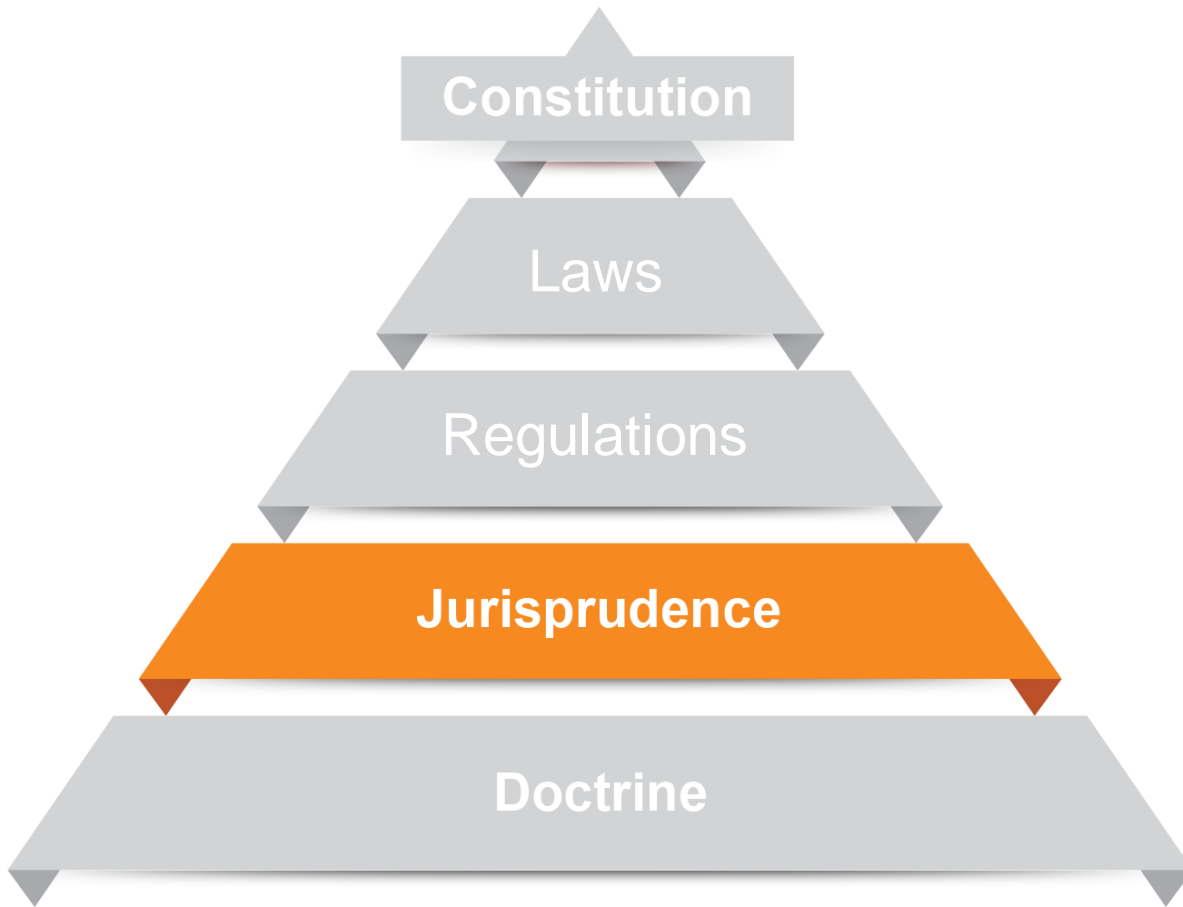 Constitution
Laws
Regulations
Jurisprudence
Doctrine